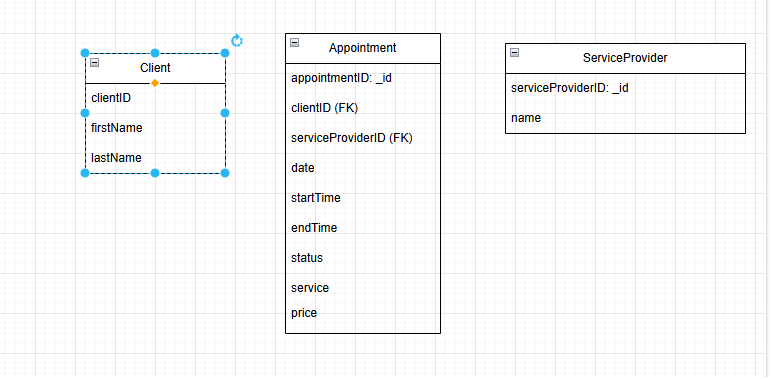 Client
clientID
firstName
lastName
Appointment
appointmentID: _id
clientID (FK)
serviceProviderID (FK)
date
startTime
endTime
status
service
price
ServiceProvider
serviceProviderID: _id
name